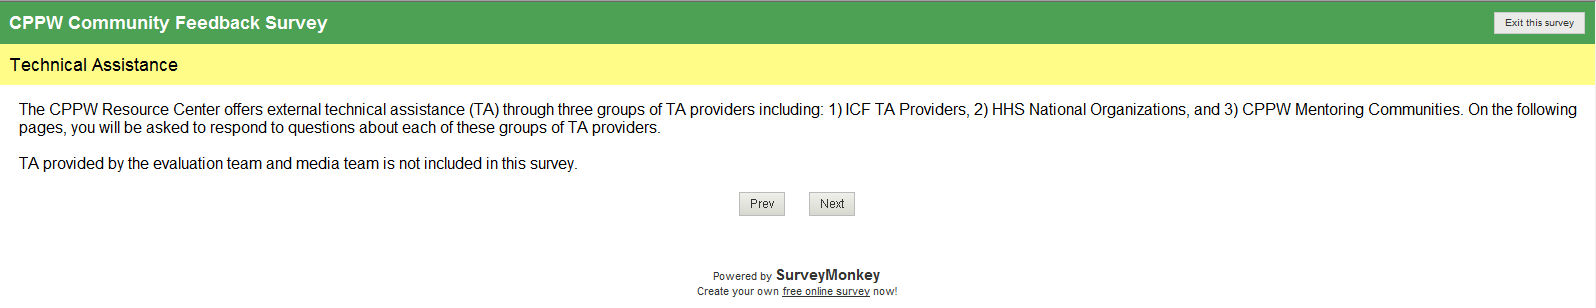 CPPW Community Feedback Survey
Exit this survey
Technical Assistance
The CPPW Resource Center offers external technical assistance (TA) through three groups of TA providers including: 1) ICF TA Providers, 2) HHS National Organizations, and 3) CPPW Mentoring Communities. On the following
pages, you will be asked to respond to questions about each of these groups of TA providers.
TA provided by the evaluation team and media team is not included in this survey.
Prev Next
Powered by SurveyMonkey
Create your own free online survey now!